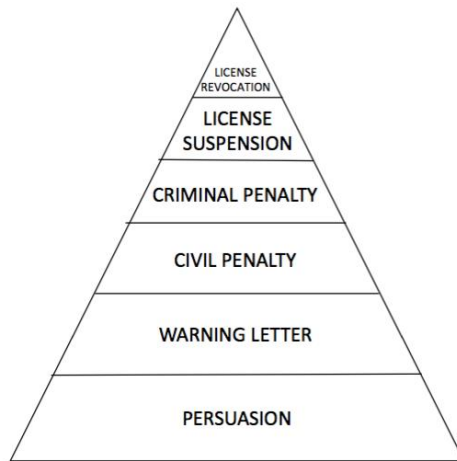 LICENSE
REVOCATION
LICENSE
SUSPENSION
CRIMINAL PENALTY
CIVIL PENALTY
WARNING LETTER
PERSUASION